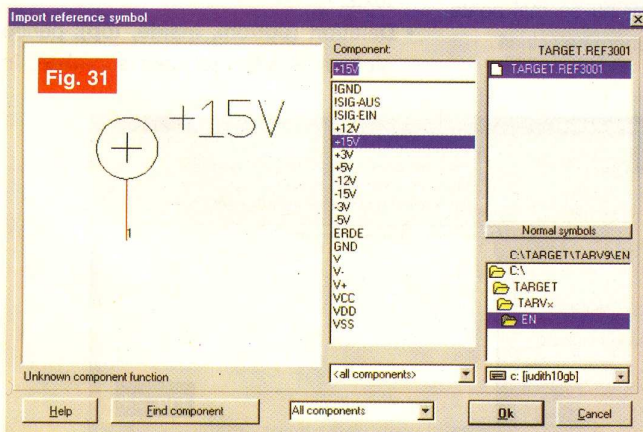 Import reference symbol
Fig. 31
+15V
1
Unknown component function
Component:
+15V
!GND
!SIG-AUS
!SIG-EIN
+12V
+15V
+3V
+5V
-12V
-15V
-3V
-5V
ERDE
GND
V
V-
V+
VCC
VDD
VSS
<all components>
TARGET.REF3001
TARGET.REF3001
Normal symbols
C:\TARGET\TARV9\EN
C:\
TARGET
TARVx
EN
c: [judith10gb]
Help
Find component
All components
Ok
Cancel